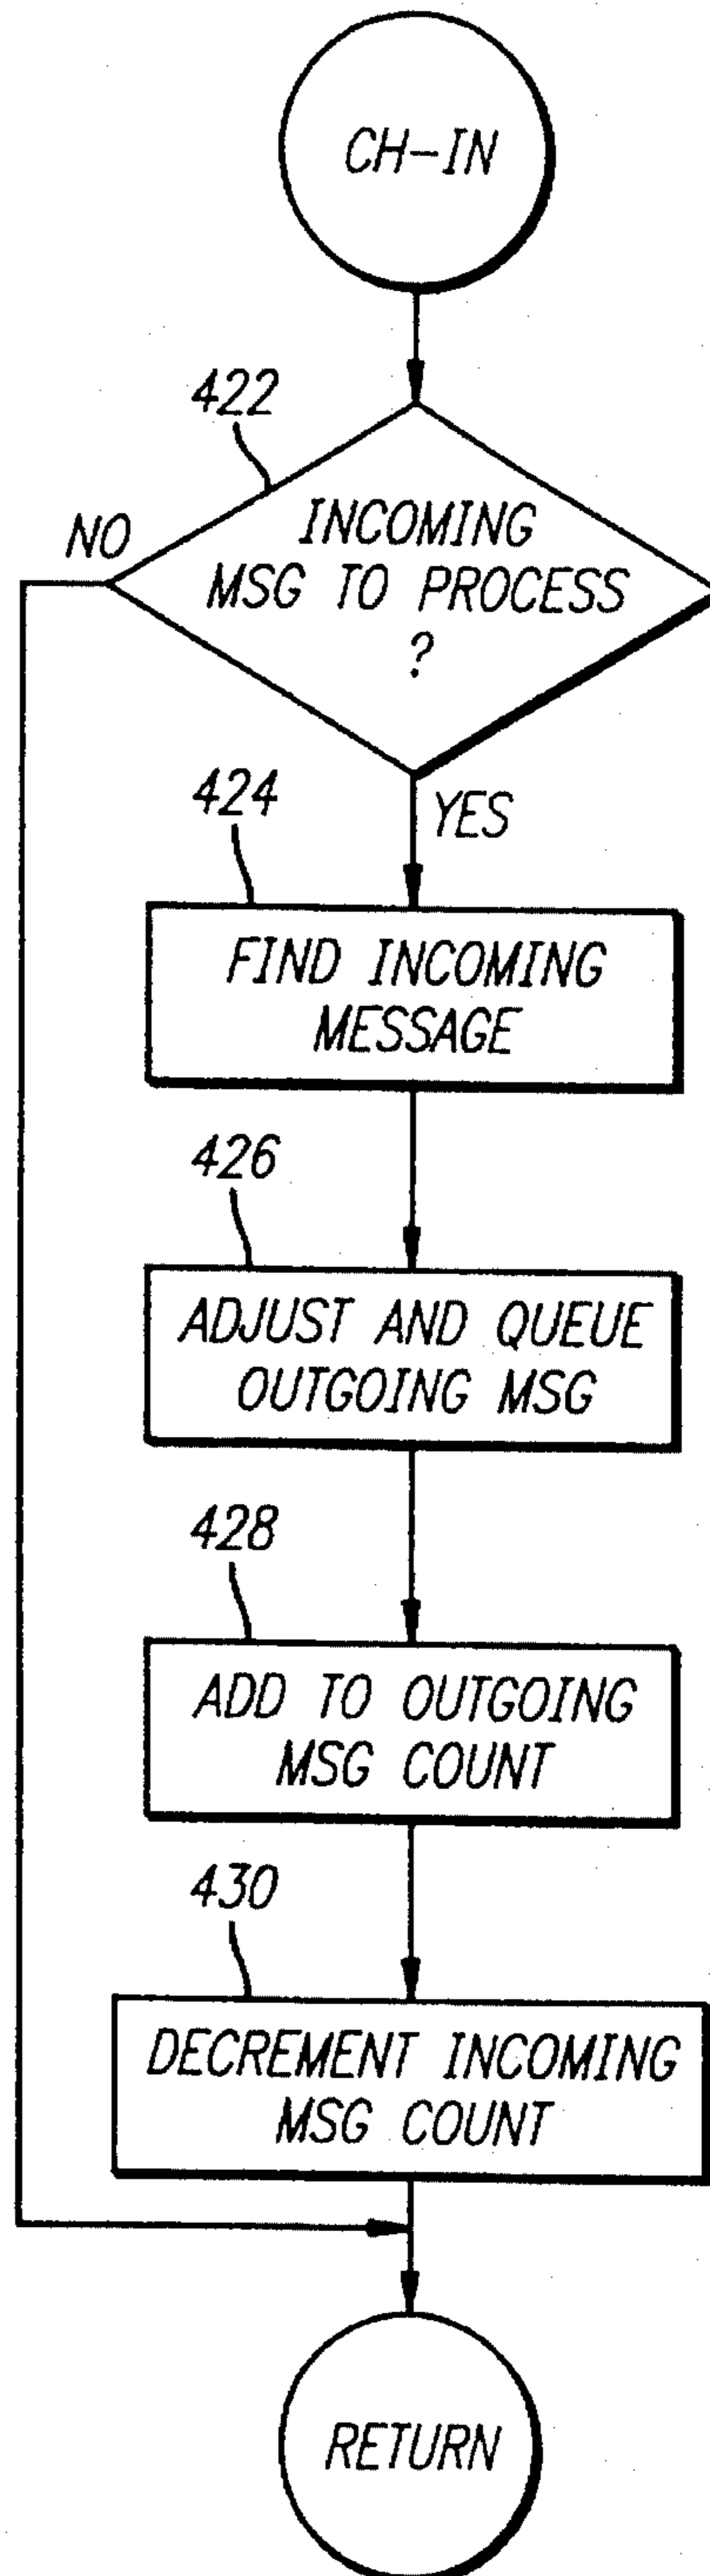 CH-IN
422
NO
INCOMING
MSG TO PROCESS
?
424
YES
FIND INCOMING
MESSAGE
426
ADJUST AND QUEUE
OUTGOING MSG
428
ADD TO OUTGOING
MSG COUNT
430
DECREMENT INCOMING
MSG COUNT
RETURN